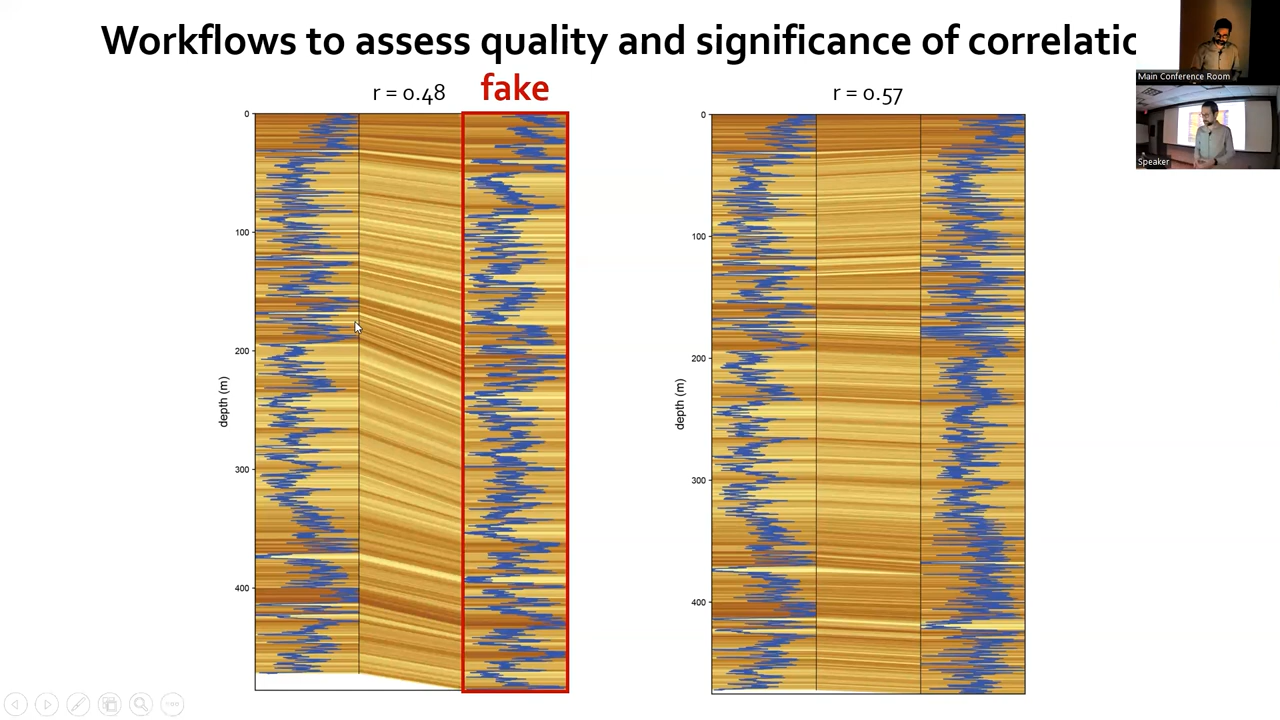 Workflows to assess quality and significance of correlatio
Main Conference Room
Speaker
r = 0.48
fake
r = 0.57
0
100
200
300
400
depth (m)
0
100
200
300
400
depth (m)